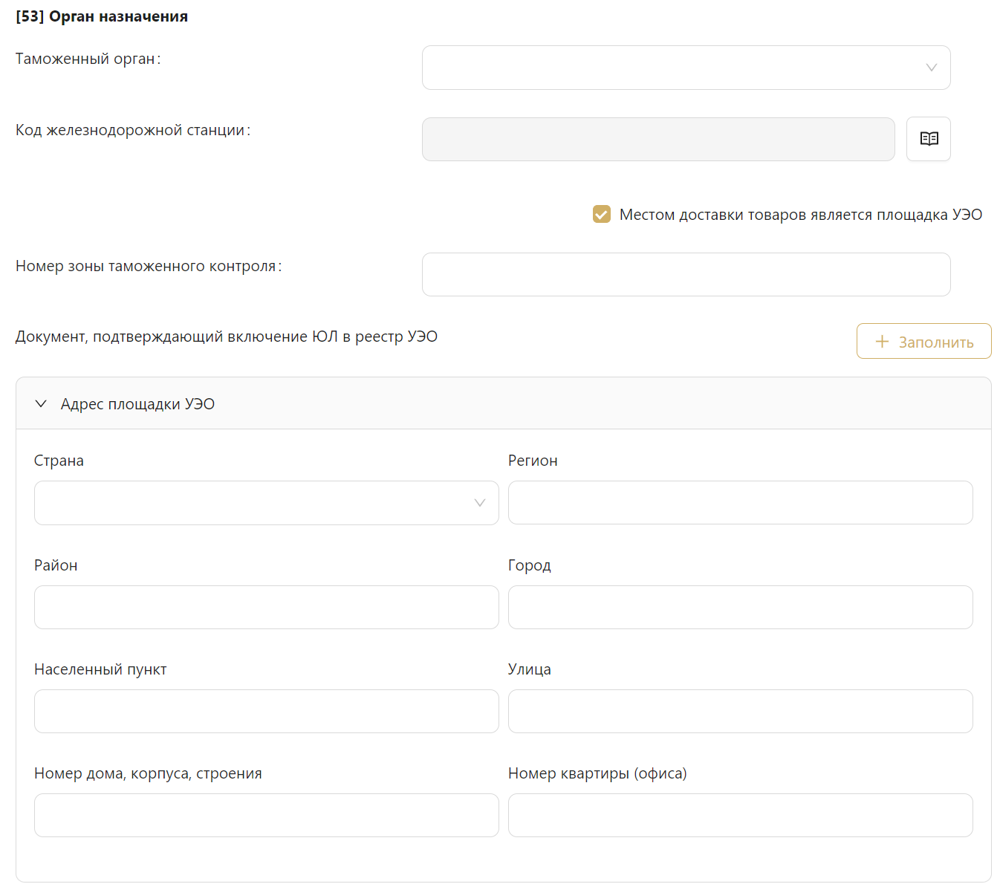 [53] Орган назначения
Таможенный орган:
Код железнодорожной станции:
Местом доставки товаров является площадка УЭО
Номер зоны таможенного контроля:
Документ, подтверждающий включение ЮЛ в реестр УЭО
Заполнить
Адрес площадки УЭО
Страна
Регион
Район
Город
Населенный пункт
Улица
Номер дома, корпуса, строения
Номер квартиры (офиса)